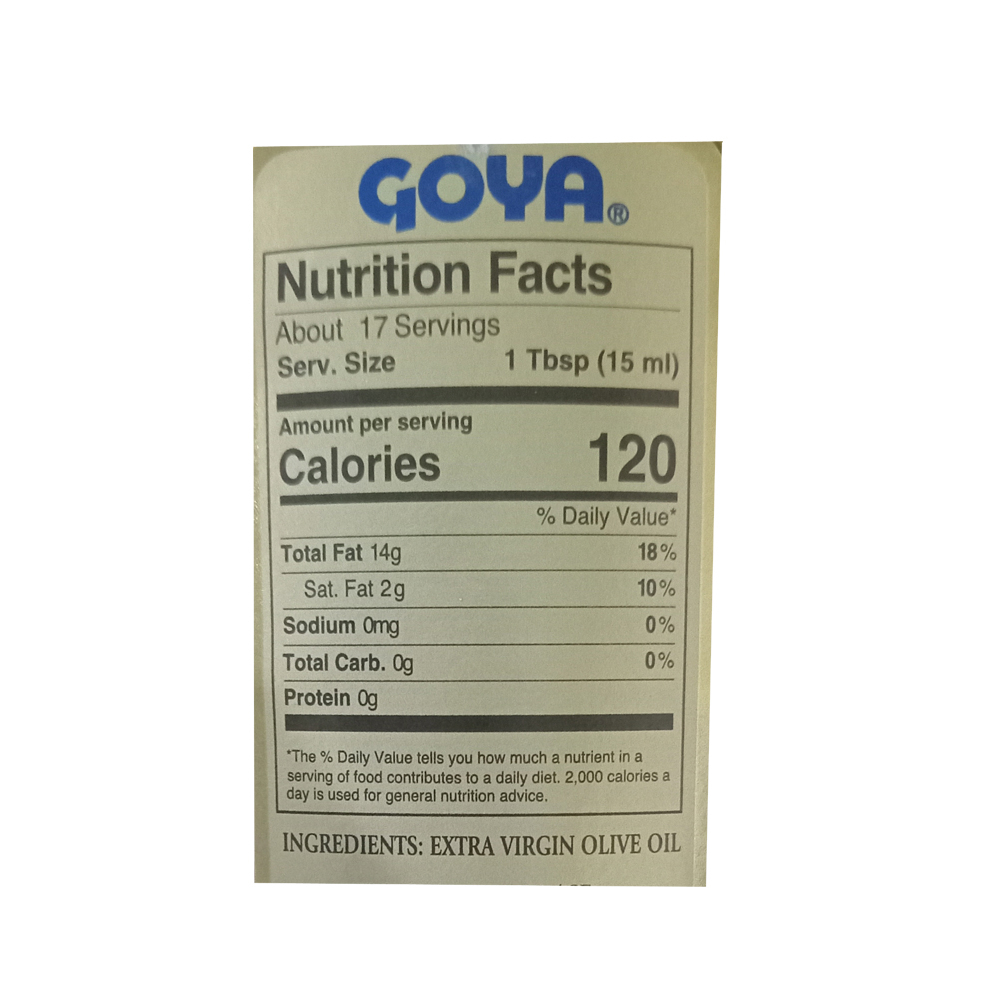 GOYA®
Nutrition Facts
About 17 Servings
Serv. Size 1 Tbsp (15 ml)
Amount per serving
Calories 120
% Daily Value*
Total Fat 14g 18%
Sat. Fat 2g 10%
Sodium 0mg 0%
Total Carb. 0g 0%
Protein 0g
*The % Daily Value tells you how much a nutrient in a
serving of food contributes to a daily diet. 2,000 calories a
day is used for general nutrition advice.
INGREDIENTS: EXTRA VIRGIN OLIVE OIL